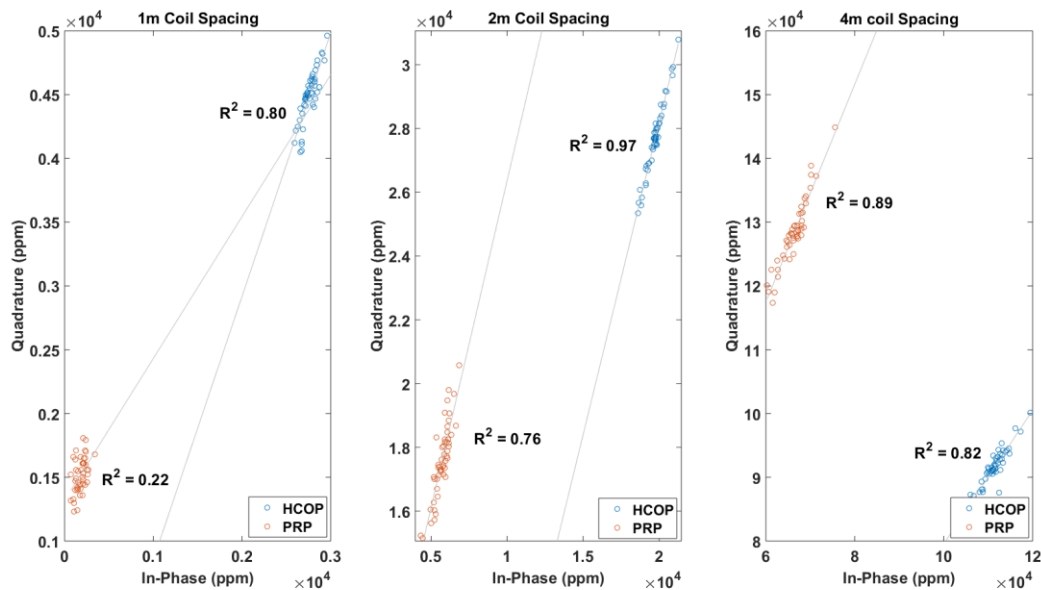 1m Coil Spacing
×10⁴
0.5
0.45
0.4
0.35
0.3
0.25
0.2
0.15
0.1
Quadrature (ppm)
R² = 0.80
R² = 0.22
HCOP
PRP
0
0.1
0.2
0.3
In-Phase (ppm)
×10⁴
2m Coil Spacing
×10⁴
3
2.8
2.6
2.4
2.2
2
1.8
1.6
Quadrature (ppm)
R² = 0.97
R² = 0.76
HCOP
PRP
0.5
1
1.5
2
In-Phase (ppm)
×10⁴
4m coil Spacing
×10⁴
16
15
14
13
12
11
10
9
8
Quadrature (ppm)
R² = 0.89
R² = 0.82
HCOP
PRP
6
8
10
12
In-Phase (ppm)
×10⁴